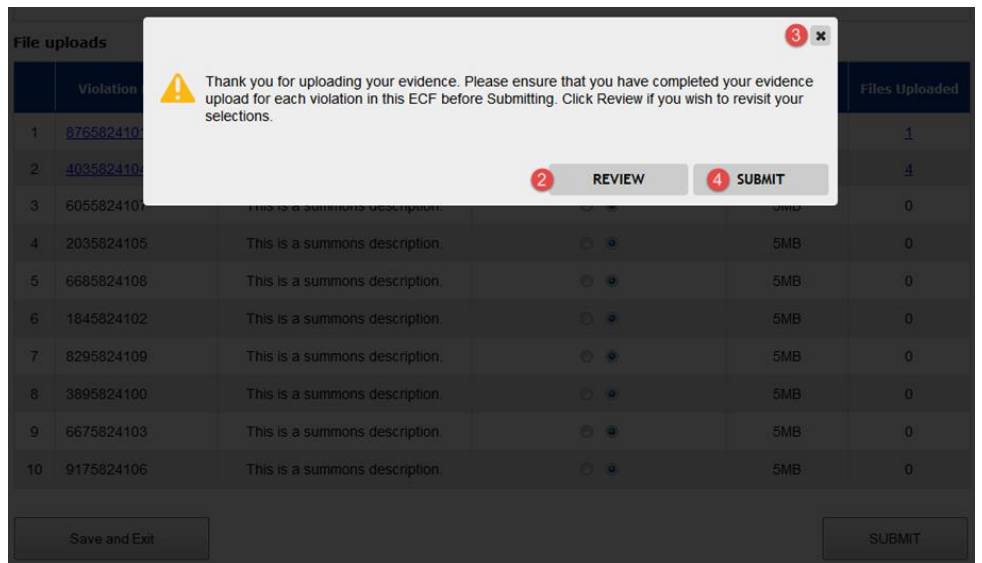 3 ×
File uploads
Thank you for uploading your evidence. Please ensure that you have completed your evidence
upload for each violation in this ECF before Submitting. Click Review if you wish to revisit your
selections.
2 REVIEW 4 SUBMIT
Violation Files Uploaded
1 876582410 1
2 403582410 4
3 6055824107 This is a summons description. 5MB 0
4 2035824105 This is a summons description. 5MB 0
5 6685824108 This is a summons description. 5MB 0
6 1845824102 This is a summons description. 5MB 0
7 8295824109 This is a summons description. 5MB 0
8 3895824100 This is a summons description. 5MB 0
9 6675824103 This is a summons description. 5MB 0
10 9175824106 This is a summons description. 5MB 0
Save and Exit SUBMIT